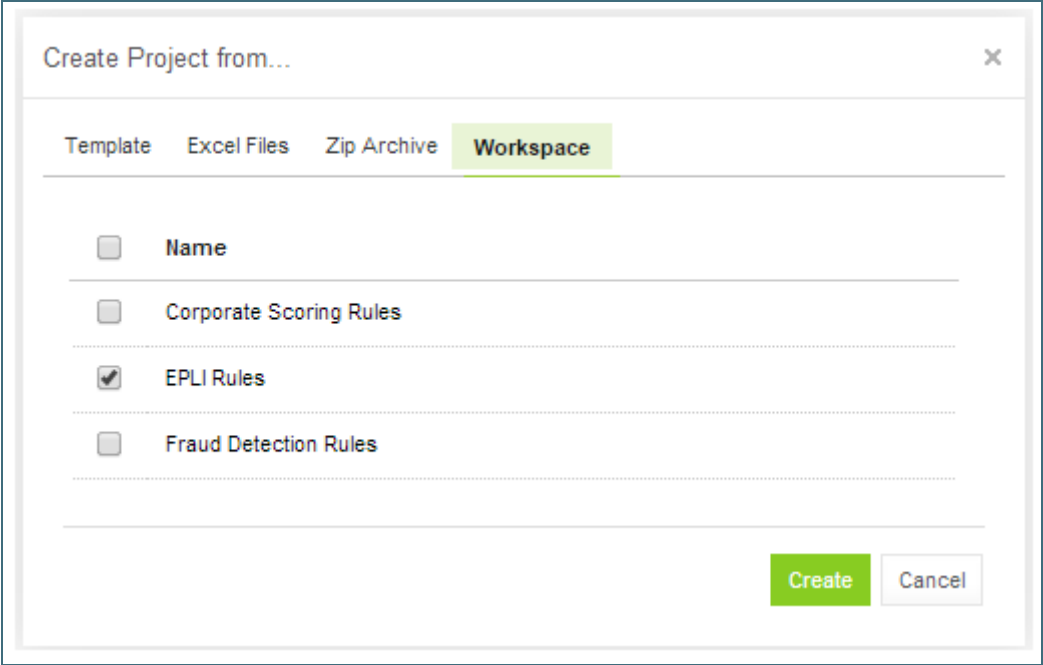 Create Project from...
Template Excel Files Zip Archive Workspace
Name
Corporate Scoring Rules
EPLI Rules
Fraud Detection Rules
Create Cancel